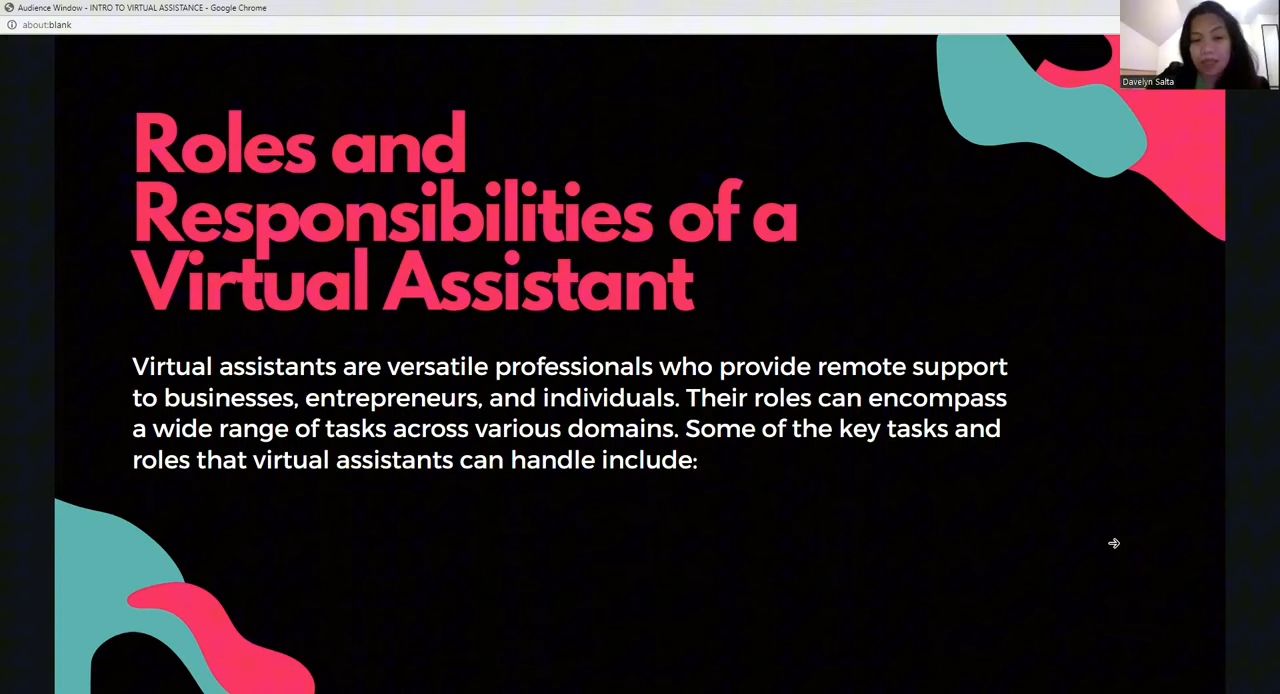 Audience Window - INTRO TO VIRTUAL ASSISTANCE - Google Chrome
about:blank
Davelyn Salta
Roles and
Responsibilities of a
Virtual Assistant
Virtual assistants are versatile professionals who provide remote support
to businesses, entrepreneurs, and individuals. Their roles can encompass
a wide range of tasks across various domains. Some of the key tasks and
roles that virtual assistants can handle include: